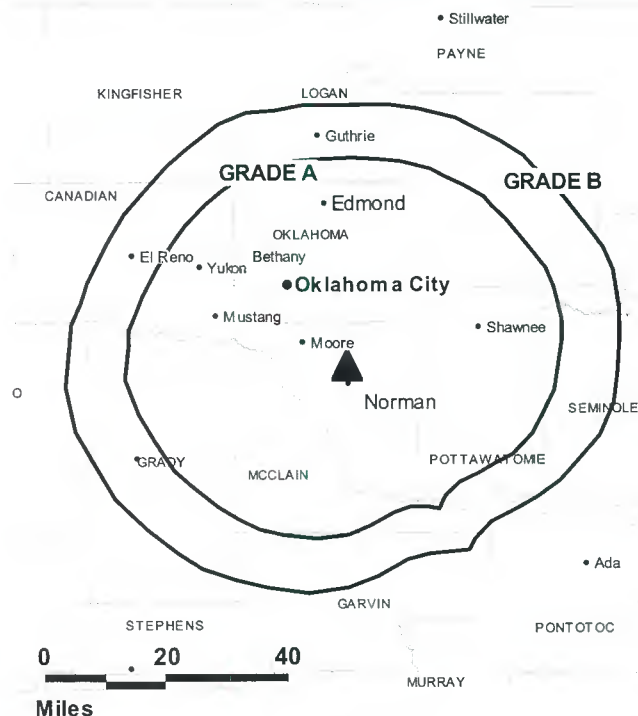 Stillwater
PAYNE
KINGFISHER
LOGAN
Guthrie
GRADE A
GRADE B
CANADIAN
Edmond
OKLAHOMA
El Reno
Yukon
Bethany
Oklahoma City
Mustang
Shawnee
Moore
O
Norman
SEMINOLE
GRADY
MCCLAIN
POTTAWATOMIE
Ada
GARVIN
STEPHENS
PONTOTOC
0 20 40
MURRAY
Miles